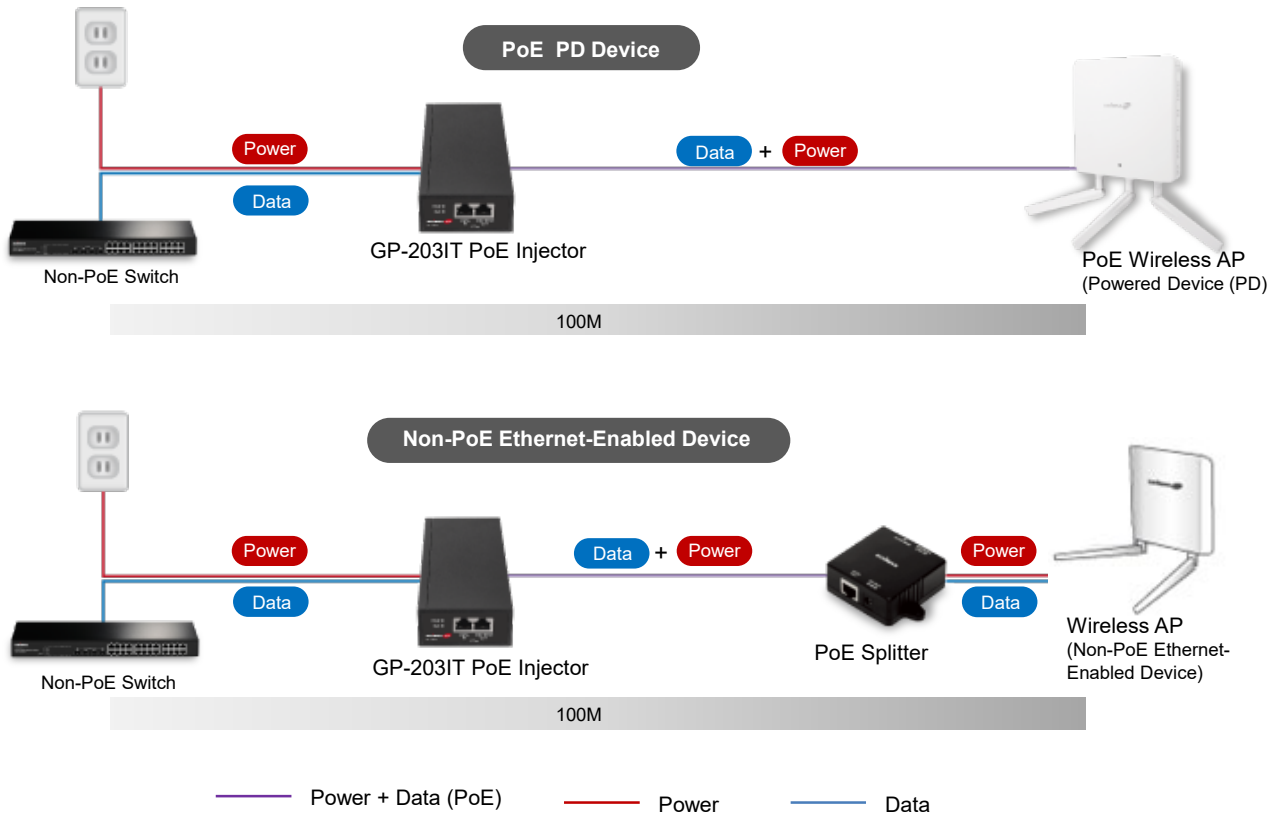 PoE PD Device
Power
Data
Data + Power
GP-203IT PoE Injector
Non-PoE Switch
PoE Wireless AP
(Powered Device (PD)
100M
Non-PoE Ethernet-Enabled Device
Power
Data
Data + Power
Power
Data
GP-203IT PoE Injector
Non-PoE Switch
PoE Splitter
Wireless AP
(Non-PoE Ethernet-
Enabled Device)
100M
Power + Data (PoE)
Power
Data